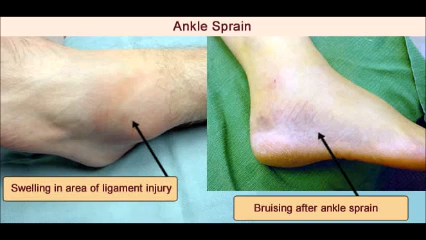 Ankle Sprain
Swelling in area of ligament injury
Bruising after ankle sprain